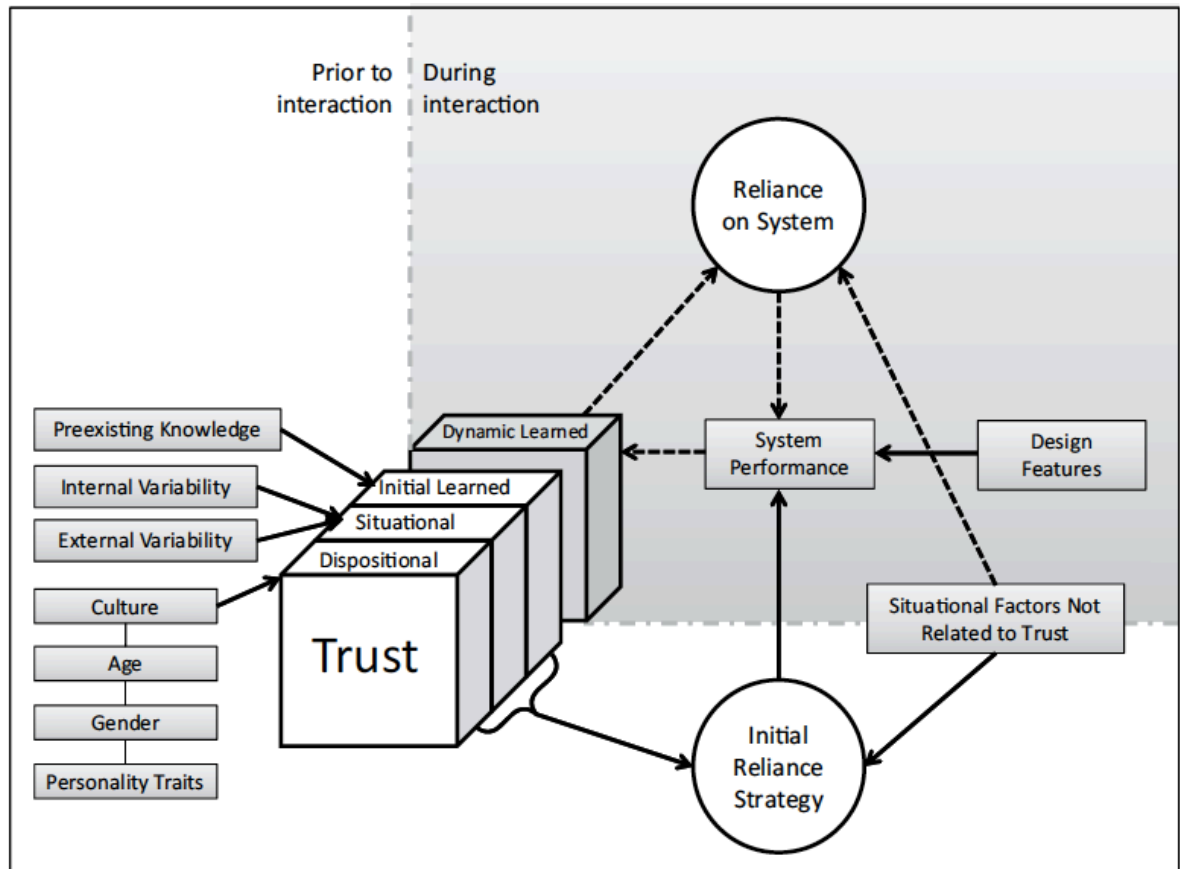 Prior to
interaction
During
interaction
Reliance
on System
Preexisting Knowledge
Internal Variability
External Variability
Culture
Age
Gender
Personality Traits
Dynamic Learned
Initial Learned
Situational
Dispositional
Trust
System
Performance
Design
Features
Situational Factors Not
Related to Trust
Initial
Reliance
Strategy